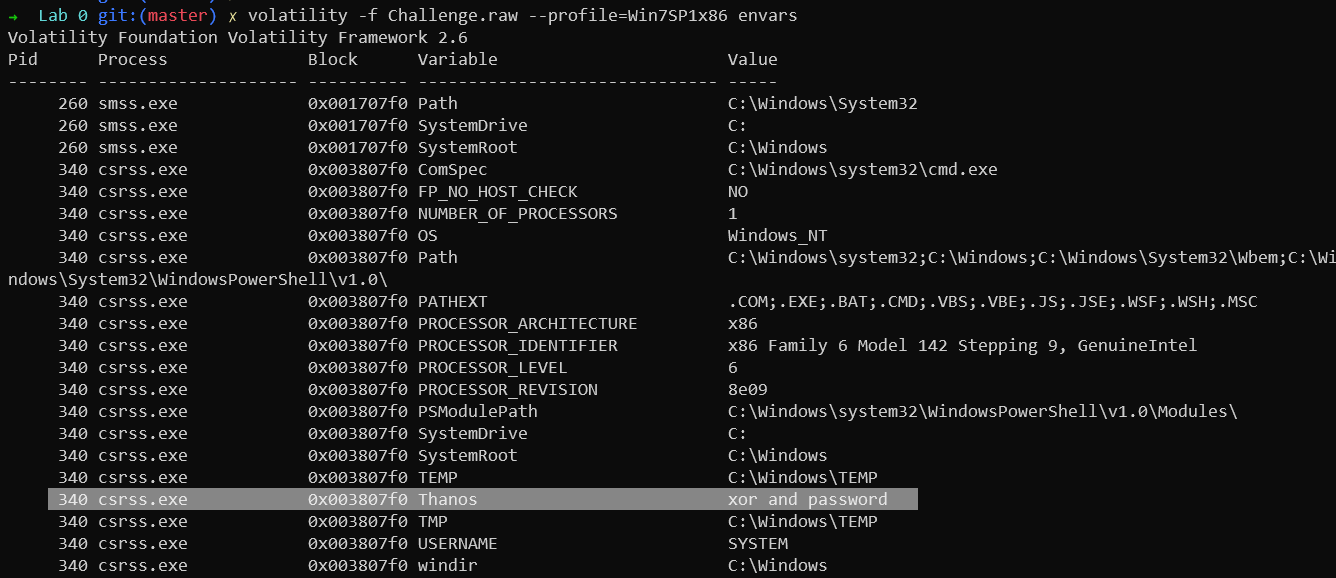 →  Lab 0 git:(master) ✗ volatility -f Challenge.raw --profile=Win7SP1x86 envars
Volatility Foundation Volatility Framework 2.6
Pid      Process              Block      Variable                       Value
-------- -------------------- ---------- ------------------------------ -----
     260 smss.exe             0x001707f0 Path                           C:\Windows\System32
     260 smss.exe             0x001707f0 SystemDrive                    C:
     260 smss.exe             0x001707f0 SystemRoot                     C:\Windows
     340 csrss.exe            0x003807f0 ComSpec                        C:\Windows\system32\cmd.exe
     340 csrss.exe            0x003807f0 FP_NO_HOST_CHECK               NO
     340 csrss.exe            0x003807f0 NUMBER_OF_PROCESSORS           1
     340 csrss.exe            0x003807f0 OS                             Windows_NT
     340 csrss.exe            0x003807f0 Path                           C:\Windows\system32;C:\Windows;C:\Windows\System32\Wbem;C:\Wi
ndows\System32\WindowsPowerShell\v1.0\
     340 csrss.exe            0x003807f0 PATHEXT                        .COM;.EXE;.BAT;.CMD;.VBS;.VBE;.JS;.JSE;.WSF;.WSH;.MSC
     340 csrss.exe            0x003807f0 PROCESSOR_ARCHITECTURE         x86
     340 csrss.exe            0x003807f0 PROCESSOR_IDENTIFIER           x86 Family 6 Model 142 Stepping 9, GenuineIntel
     340 csrss.exe            0x003807f0 PROCESSOR_LEVEL                6
     340 csrss.exe            0x003807f0 PROCESSOR_REVISION             8e09
     340 csrss.exe            0x003807f0 PSModulePath                   C:\Windows\system32\WindowsPowerShell\v1.0\Modules\
     340 csrss.exe            0x003807f0 SystemDrive                    C:
     340 csrss.exe            0x003807f0 SystemRoot                     C:\Windows
     340 csrss.exe            0x003807f0 TEMP                           C:\Windows\TEMP
     340 csrss.exe            0x003807f0 Thanos                         xor and password
     340 csrss.exe            0x003807f0 TMP                            C:\Windows\TEMP
     340 csrss.exe            0x003807f0 USERNAME                       SYSTEM
     340 csrss.exe            0x003807f0 windir                         C:\Windows